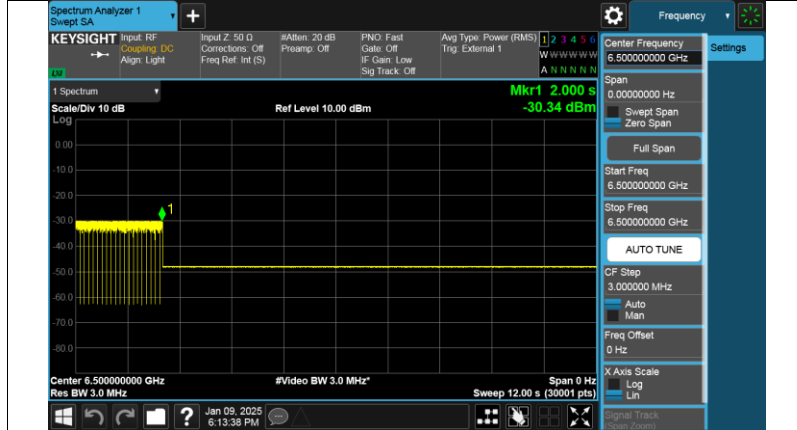 Spectrum Analyzer 1
Swept SA
+
Frequency
KEYSIGHT
Input: RF
Coupling: DC
Align: Light
Input Z: 50 Ω
Corrections: Off
Freq Ref: Int (S)
#Atten: 20 dB
Preamp: Off
PNO: Fast
Gate: Off
IF Gain: Low
Sig Track: Off
Avg Type: Power (RMS)
Trig: External 1
1 2 3 4 5 6
W W W W W W
A N N N N N
LXI
1 Spectrum
Mkr1 2.000 s
Scale/Div 10 dB
Ref Level 10.00 dBm
-30.34 dBm
Log
0.00
-10.0
-20.0
-30.0
-40.0
-50.0
-60.0
-70.0
-80.0
1
Center 6.500000000 GHz
#Video BW 3.0 MHz*
Span 0 Hz
Res BW 3.0 MHz
Sweep 12.00 s (30001 pts)
Jan 09, 2025
6:13:38 PM
?
Center Frequency
6.500000000 GHz
Settings
Span
0.00000000 Hz
Swept Span
Zero Span
Full Span
Start Freq
6.500000000 GHz
Stop Freq
6.500000000 GHz
AUTO TUNE
CF Step
3.000000 MHz
Auto
Man
Freq Offset
0 Hz
X Axis Scale
Log
Lin
Signal Track
(Span Zoom)